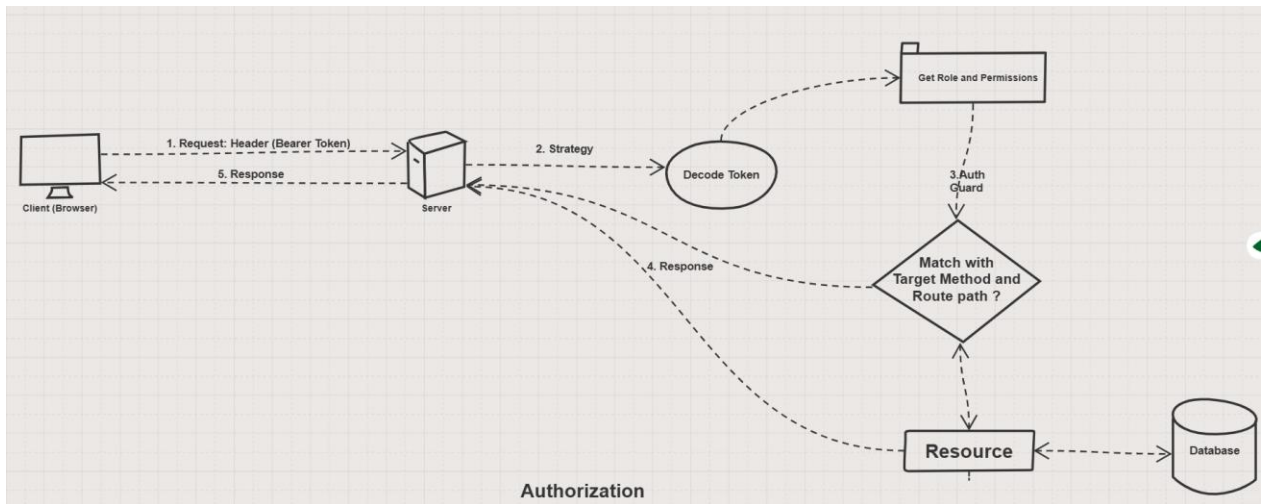 Get Role and Permissions
1. Request: Header (Bearer Token)
2. Strategy
5. Response
Decode Token
3.Auth
Guard
Client (Browser)
Server
Match with
Target Method and
Route path ?
4. Response
Resource
Database
Authorization